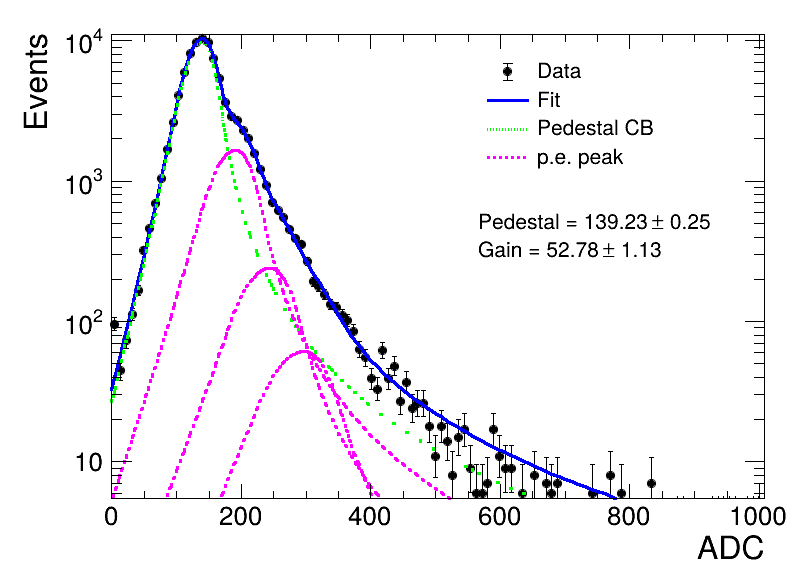 Events
10⁴
10³
10²
10
Data
Fit
Pedestal CB
p.e. peak
Pedestal = 139.23 ± 0.25
Gain = 52.78 ± 1.13
0 200 400 600 800 1000
ADC